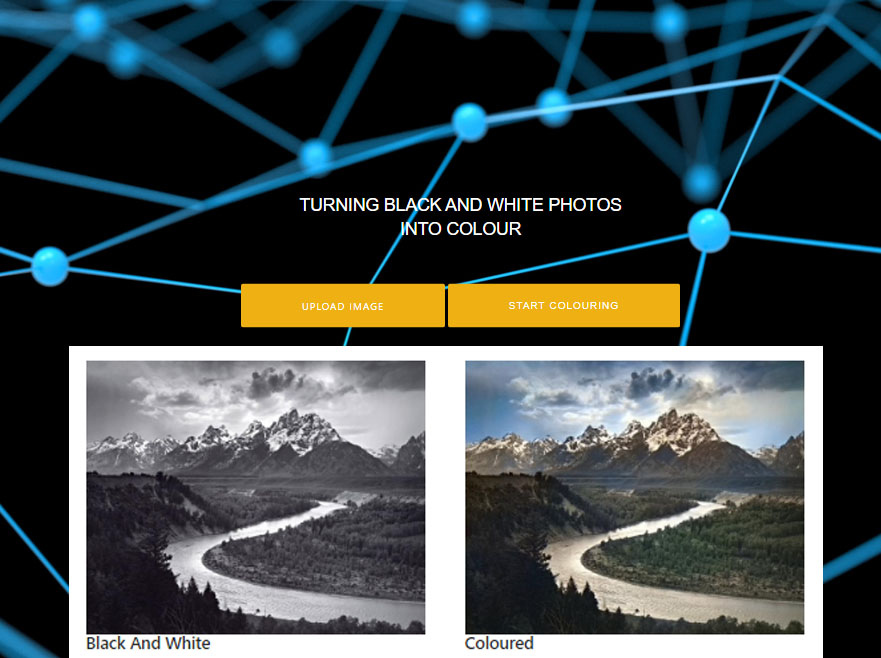 TURNING BLACK AND WHITE PHOTOS
INTO COLOUR
UPLOAD IMAGE
START COLOURING
Black And White
Coloured